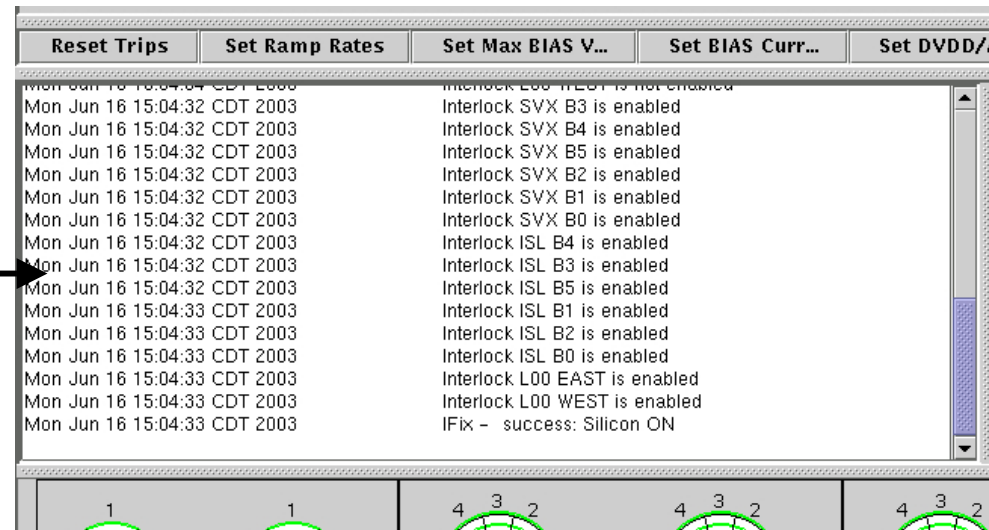 Reset Trips Set Ramp Rates Set Max BIAS V... Set BIAS Curr... Set DVDD/
Mon Jun 16 15:04:32 CDT 2003 Interlock SVX B3 is enabled
Mon Jun 16 15:04:32 CDT 2003 Interlock SVX B4 is enabled
Mon Jun 16 15:04:32 CDT 2003 Interlock SVX B5 is enabled
Mon Jun 16 15:04:32 CDT 2003 Interlock SVX B2 is enabled
Mon Jun 16 15:04:32 CDT 2003 Interlock SVX B1 is enabled
Mon Jun 16 15:04:32 CDT 2003 Interlock SVX B0 is enabled
Mon Jun 16 15:04:32 CDT 2003 Interlock ISL B4 is enabled
Mon Jun 16 15:04:32 CDT 2003 Interlock ISL B3 is enabled
Mon Jun 16 15:04:32 CDT 2003 Interlock ISL B5 is enabled
Mon Jun 16 15:04:33 CDT 2003 Interlock ISL B1 is enabled
Mon Jun 16 15:04:33 CDT 2003 Interlock ISL B2 is enabled
Mon Jun 16 15:04:33 CDT 2003 Interlock ISL B0 is enabled
Mon Jun 16 15:04:33 CDT 2003 Interlock L00 EAST is enabled
Mon Jun 16 15:04:33 CDT 2003 Interlock L00 WEST is enabled
Mon Jun 16 15:04:33 CDT 2003 IFix - success: Silicon ON
1 1 4 3 2 4 3 2 4 3 2